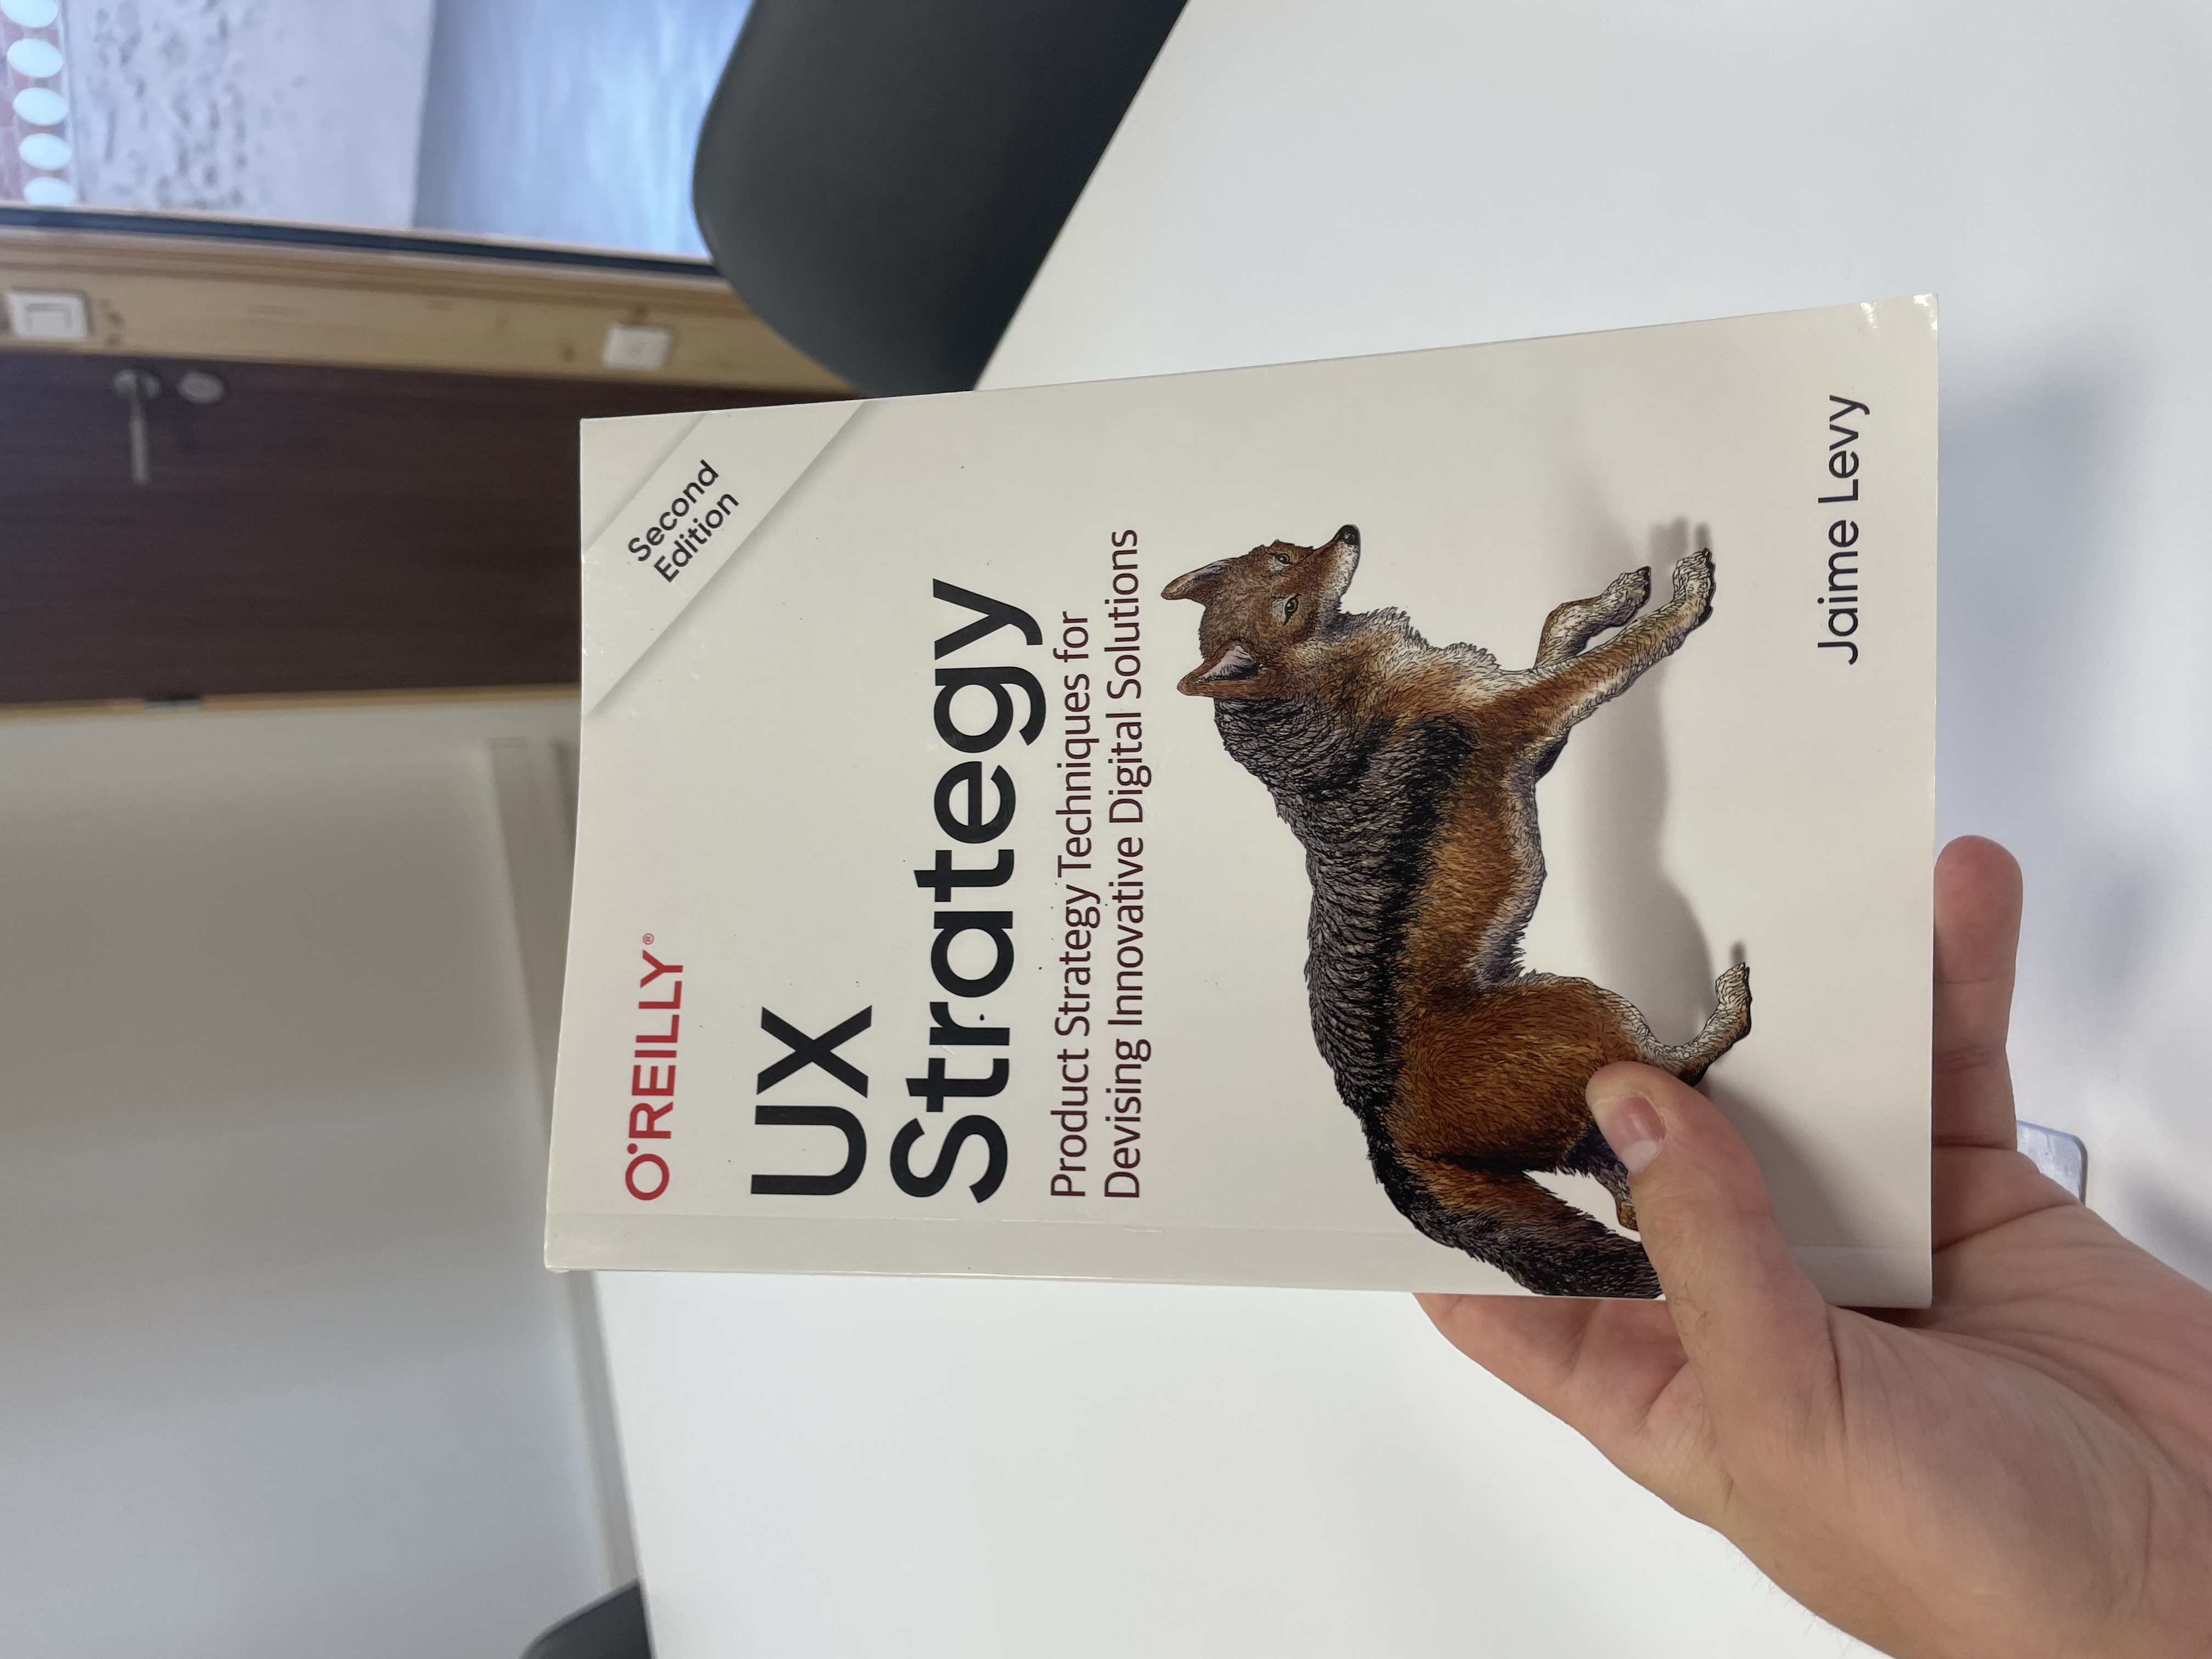 O'REILLY®
Second
Edition
UX
Strategy
Product Strategy Techniques for
Devising Innovative Digital Solutions
Jaime Levy